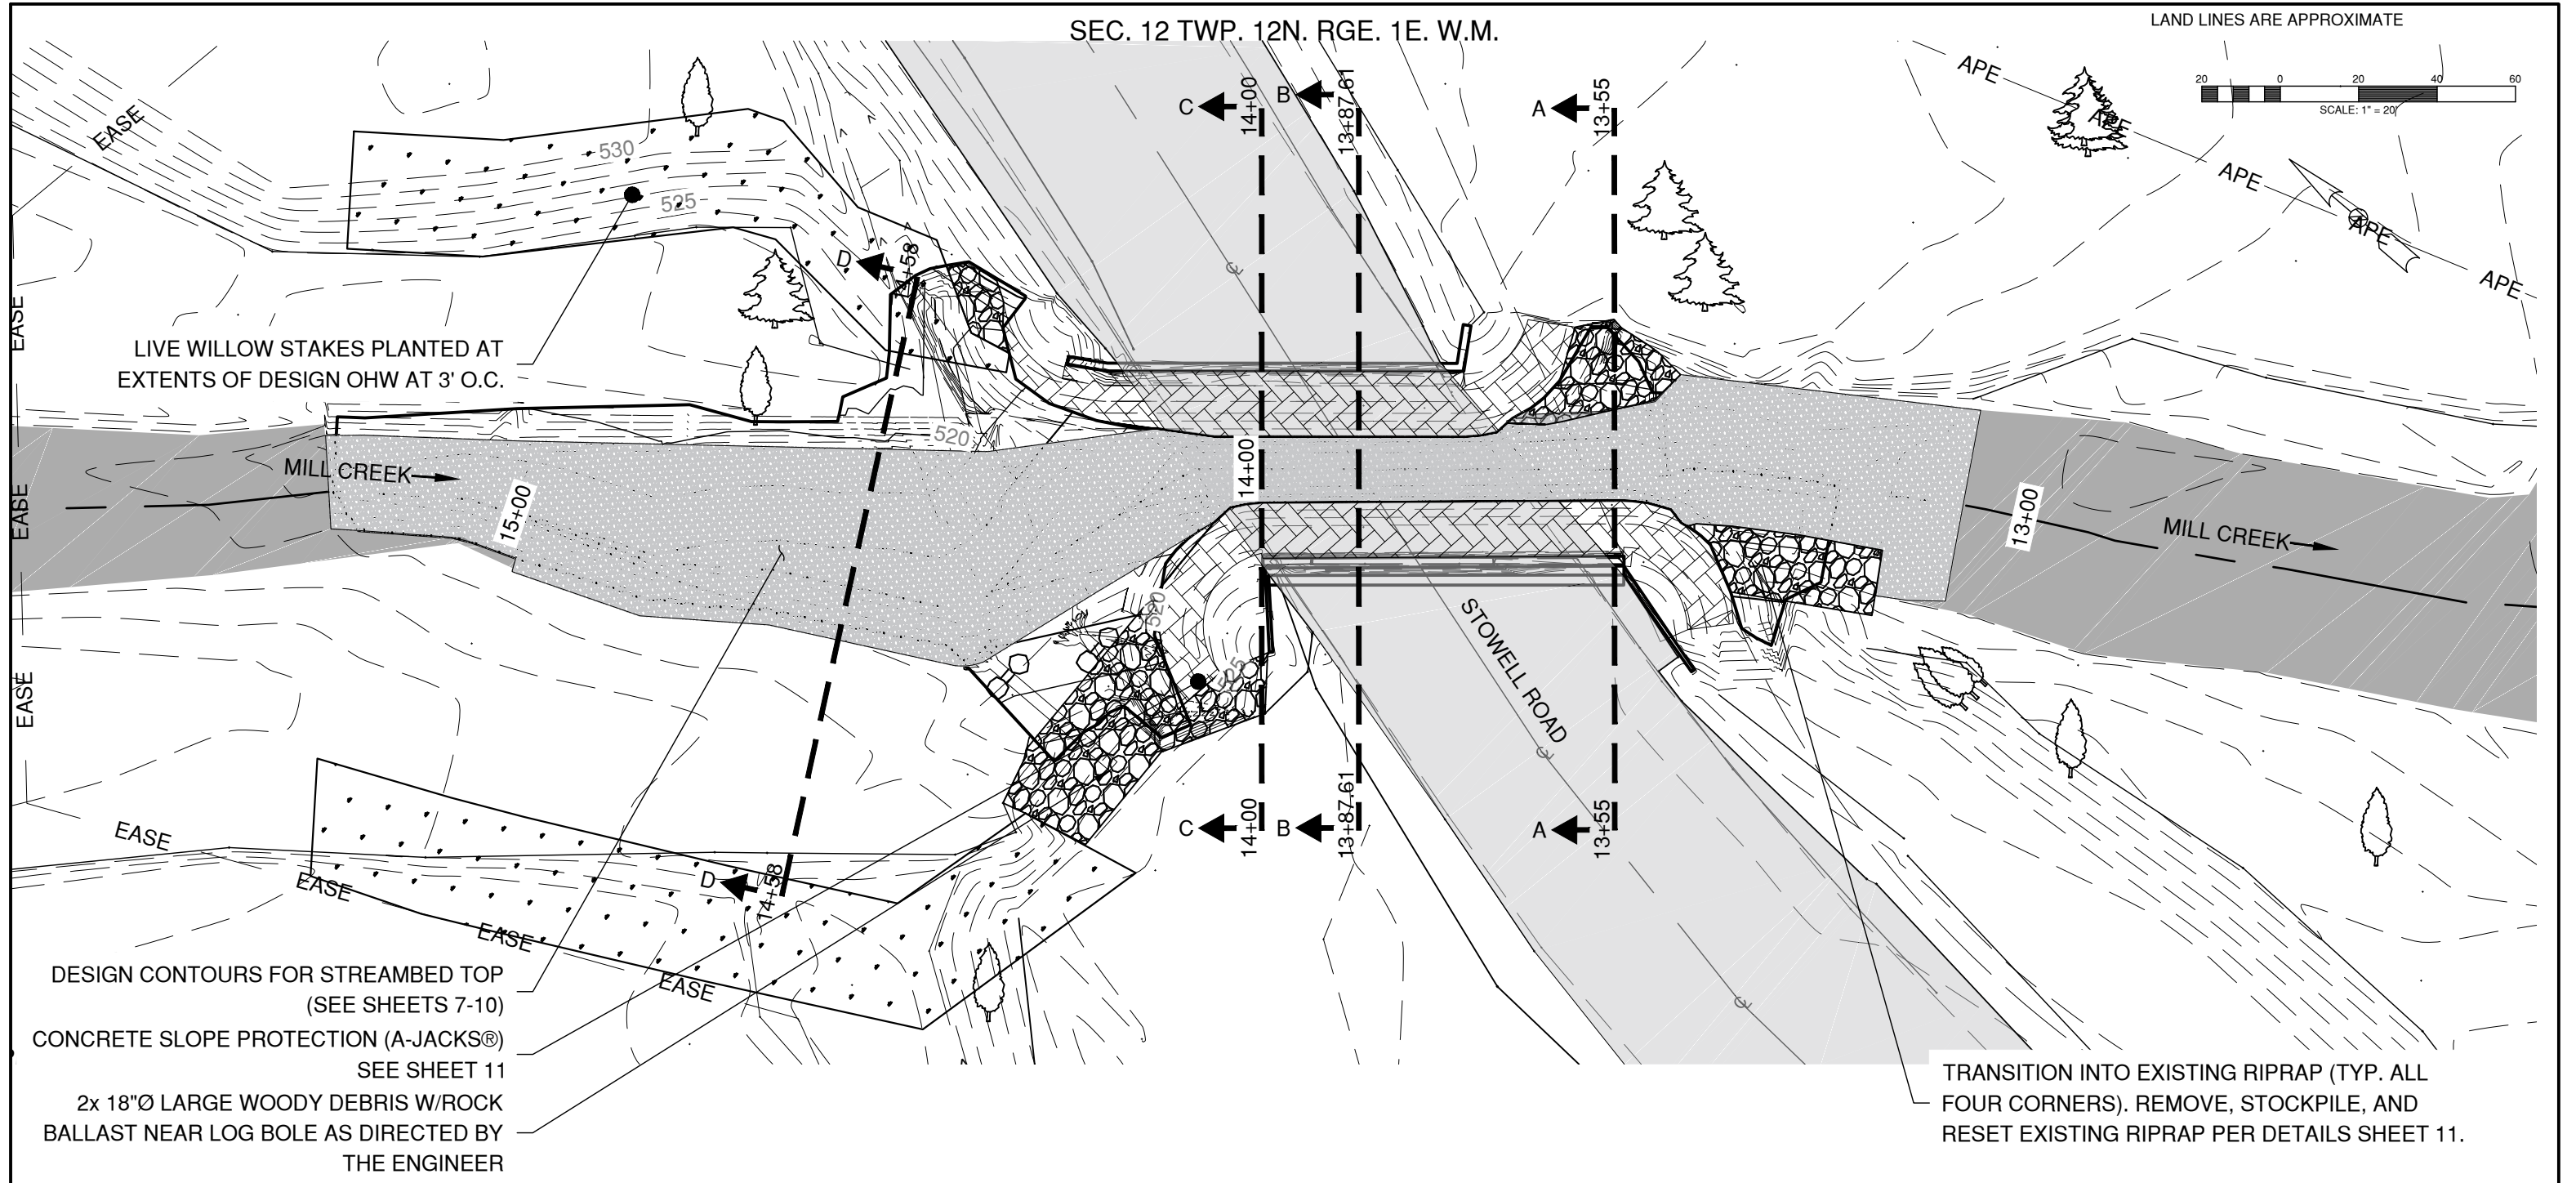 SEC. 12 TWP. 12N. RGE. 1E. W.M.
LAND LINES ARE APPROXIMATE
20 0 20 40 60
SCALE: 1" = 20'
APE
APE
APE
APE
APE
EASE
C
14+00
B
13+87.61
A
13+55
530
525
D
14+58
EASE
℄
LIVE WILLOW STAKES PLANTED AT
EXTENTS OF DESIGN OHW AT 3' O.C.
520
14+00
MILL CREEK
15+00
EASE
13+00
MILL CREEK
520
525
STOWELL ROAD
℄
EASE
C
14+00
B
13+87.61
A
13+55
EASE
EASE
D
14+58
EASE
EASE
℄
DESIGN CONTOURS FOR STREAMBED TOP
(SEE SHEETS 7-10)
CONCRETE SLOPE PROTECTION (A-JACKS®)
SEE SHEET 11
2x 18"Ø LARGE WOODY DEBRIS W/ROCK
BALLAST NEAR LOG BOLE AS DIRECTED BY
THE ENGINEER
TRANSITION INTO EXISTING RIPRAP (TYP. ALL
FOUR CORNERS). REMOVE, STOCKPILE, AND
RESET EXISTING RIPRAP PER DETAILS SHEET 11.